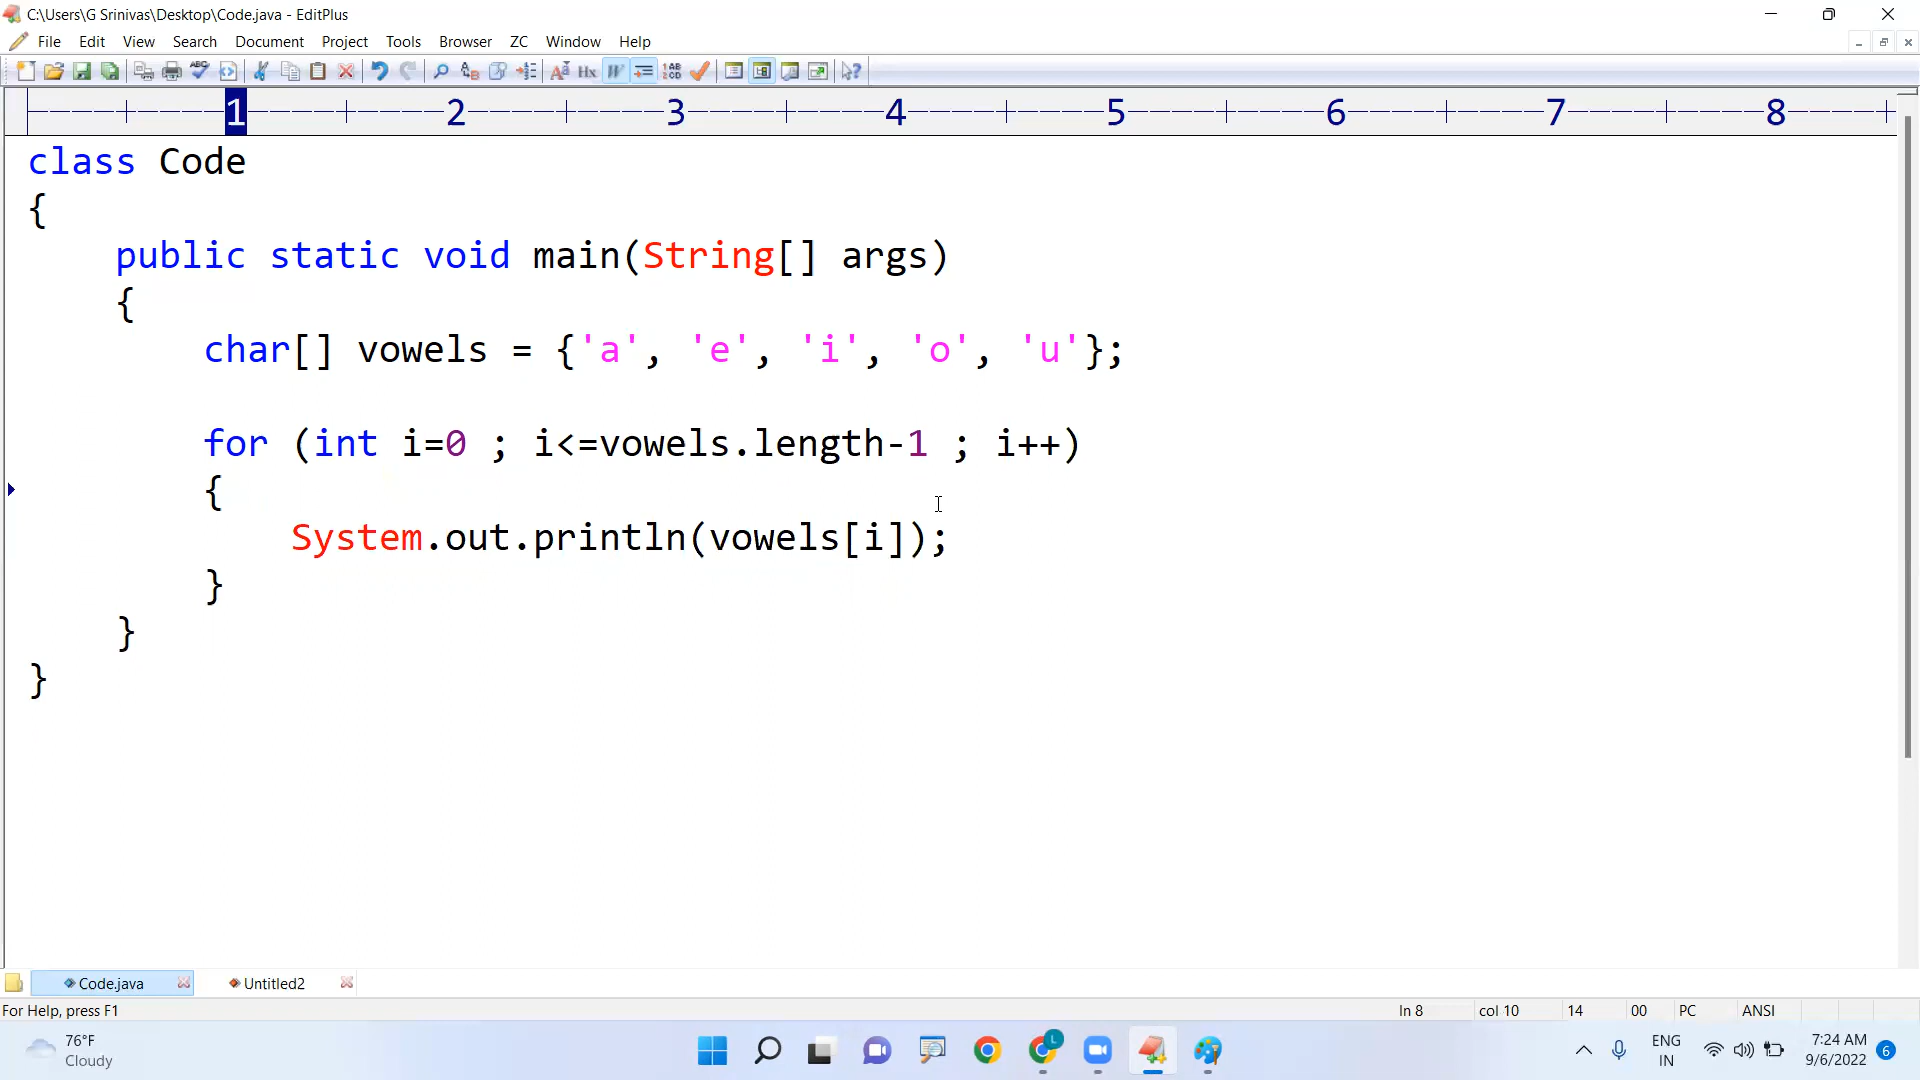 C:\Users\G Srinivas\Desktop\Code.java - EditPlus
File Edit View Search Document Project Tools Browser ZC Window Help
1 2 3 4 5 6 7 8
class Code
{
public static void main(String[] args)
{
char[] vowels = {'a', 'e', 'i', 'o', 'u'};
for (int i=0 ; i<=vowels.length-1 ; i++)
{
System.out.println(vowels[i]);
}
}
}
Code.java Untitled2
For Help, press F1 ln 8 col 10 14 00 PC ANSI
76°F
Cloudy
ENG
IN
7:24 AM
9/6/2022
6